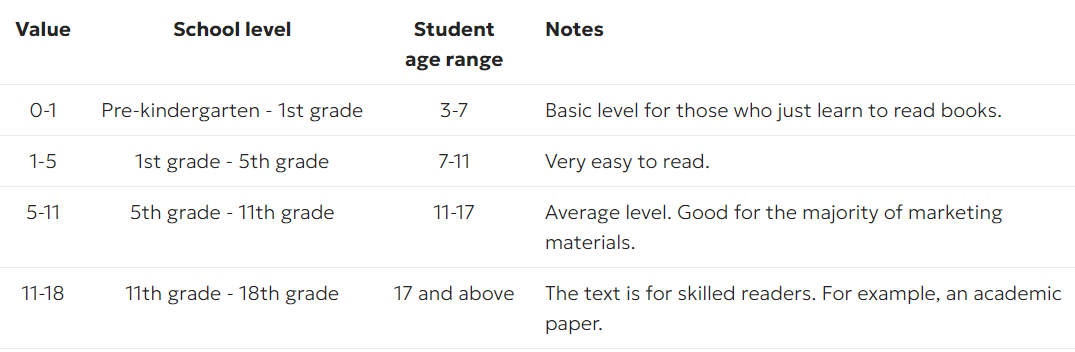 Value School level Student age range Notes
0-1 Pre-kindergarten - 1st grade 3-7 Basic level for those who just learn to read books.
1-5 1st grade - 5th grade 7-11 Very easy to read.
5-11 5th grade - 11th grade 11-17 Average level. Good for the majority of marketing
materials.
11-18 11th grade - 18th grade 17 and above The text is for skilled readers. For example, an academic
paper.